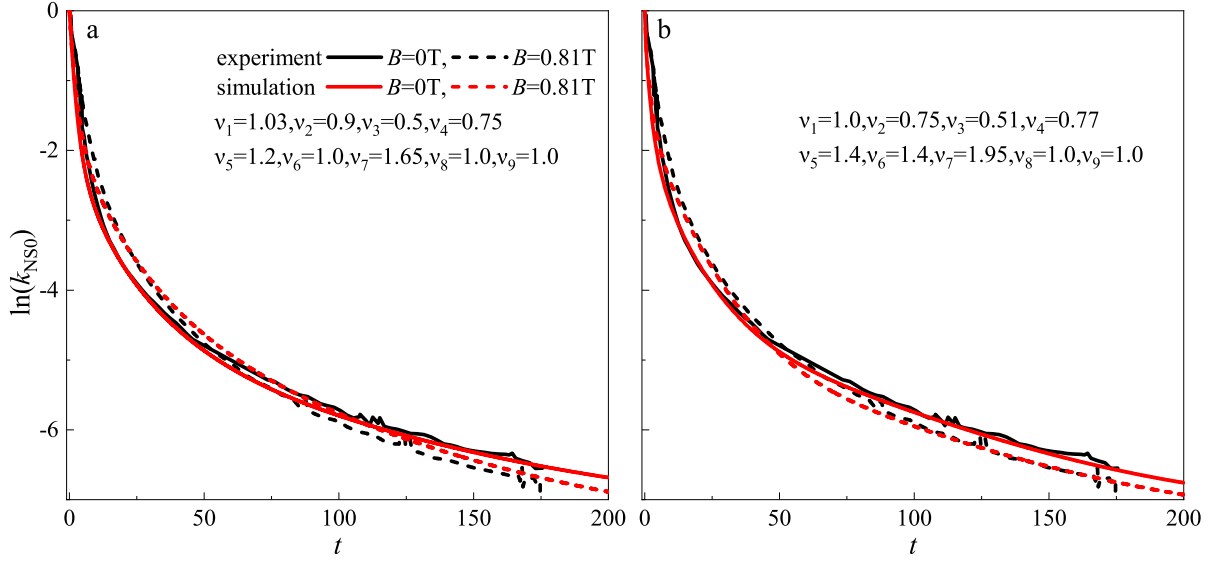 a
experiment B=0T, B=0.81T
simulation B=0T, B=0.81T
ν₁=1.03,ν₂=0.9,ν₃=0.5,ν₄=0.75
ν₅=1.2,ν₆=1.0,ν₇=1.65,ν₈=1.0,ν₉=1.0
0
-2
-4
-6
ln(k_NS0)
0 50 100 150 200
t
b
ν₁=1.0,ν₂=0.75,ν₃=0.51,ν₄=0.77
ν₅=1.4,ν₆=1.4,ν₇=1.95,ν₈=1.0,ν₉=1.0
0 50 100 150 200
t